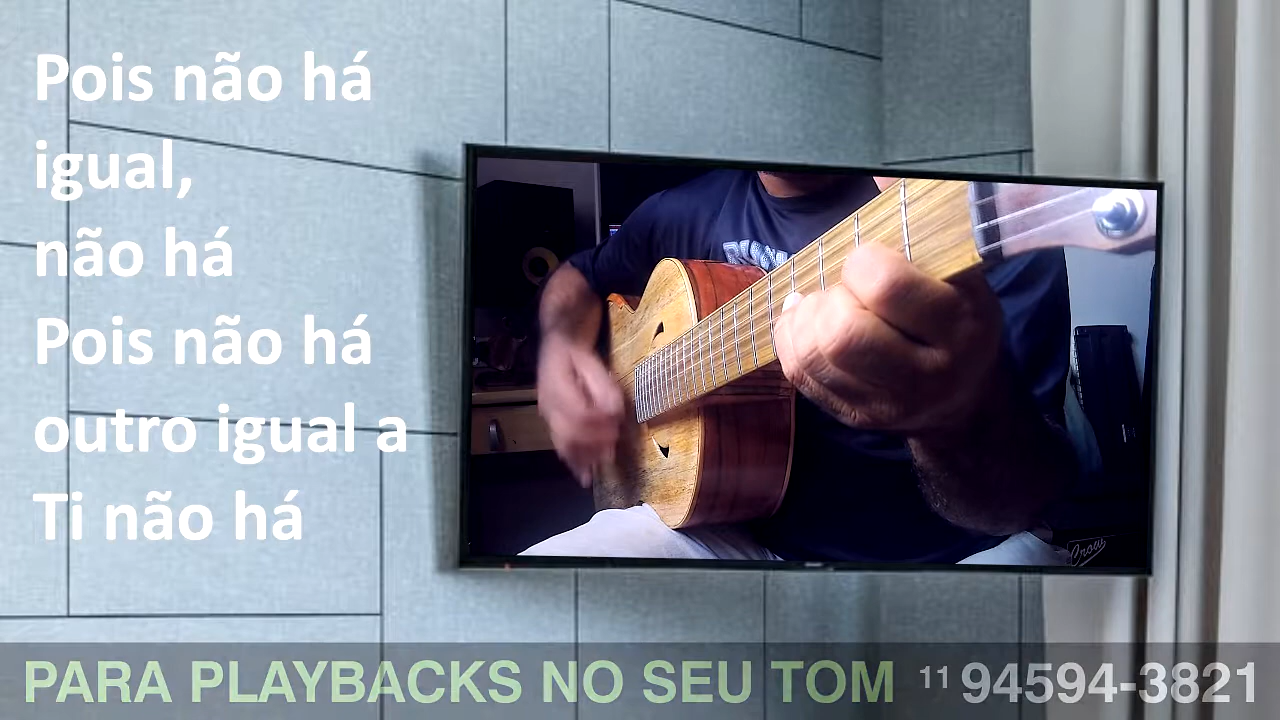 Pois não há
igual,
não há
Pois não há
outro igual a
Ti não há
Crow
PARA PLAYBACKS NO SEU TOM 11 94594-3821